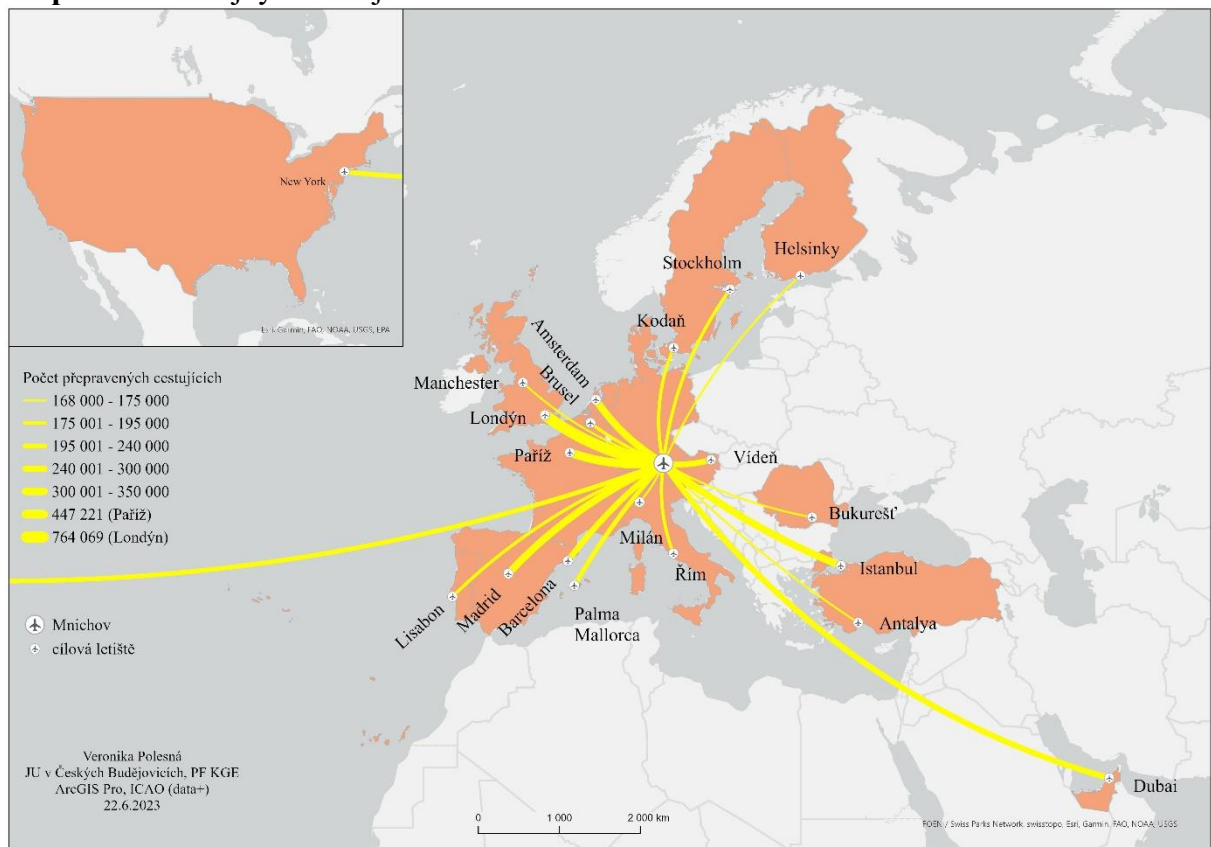 New York
Esri, Garmin, FAO, NOAA, USGS, EPA
Počet přepravených cestujících
168 000 - 175 000
175 001 - 195 000
195 001 - 240 000
240 001 - 300 000
300 001 - 350 000
447 221 (Paříž)
764 069 (Londýn)
Mnichov
cílová letiště
Helsinky
Stockholm
Kodaň
Amsterdam
Brusel
Manchester
Londýn
Paříž
Vídeň
Bukurešť
Milán
Řím
Istanbul
Antalya
Lisabon
Madrid
Barcelona
Palma
Mallorca
Dubai
Veronika Polesná
JU v Českých Budějovicích, PF KGE
ArcGIS Pro, ICAO (data+)
22.6.2023
0 1 000 2 000 km
FOEN / Swiss Parks Network, swisstopo, Esri, Garmin, FAO, NOAA, USGS